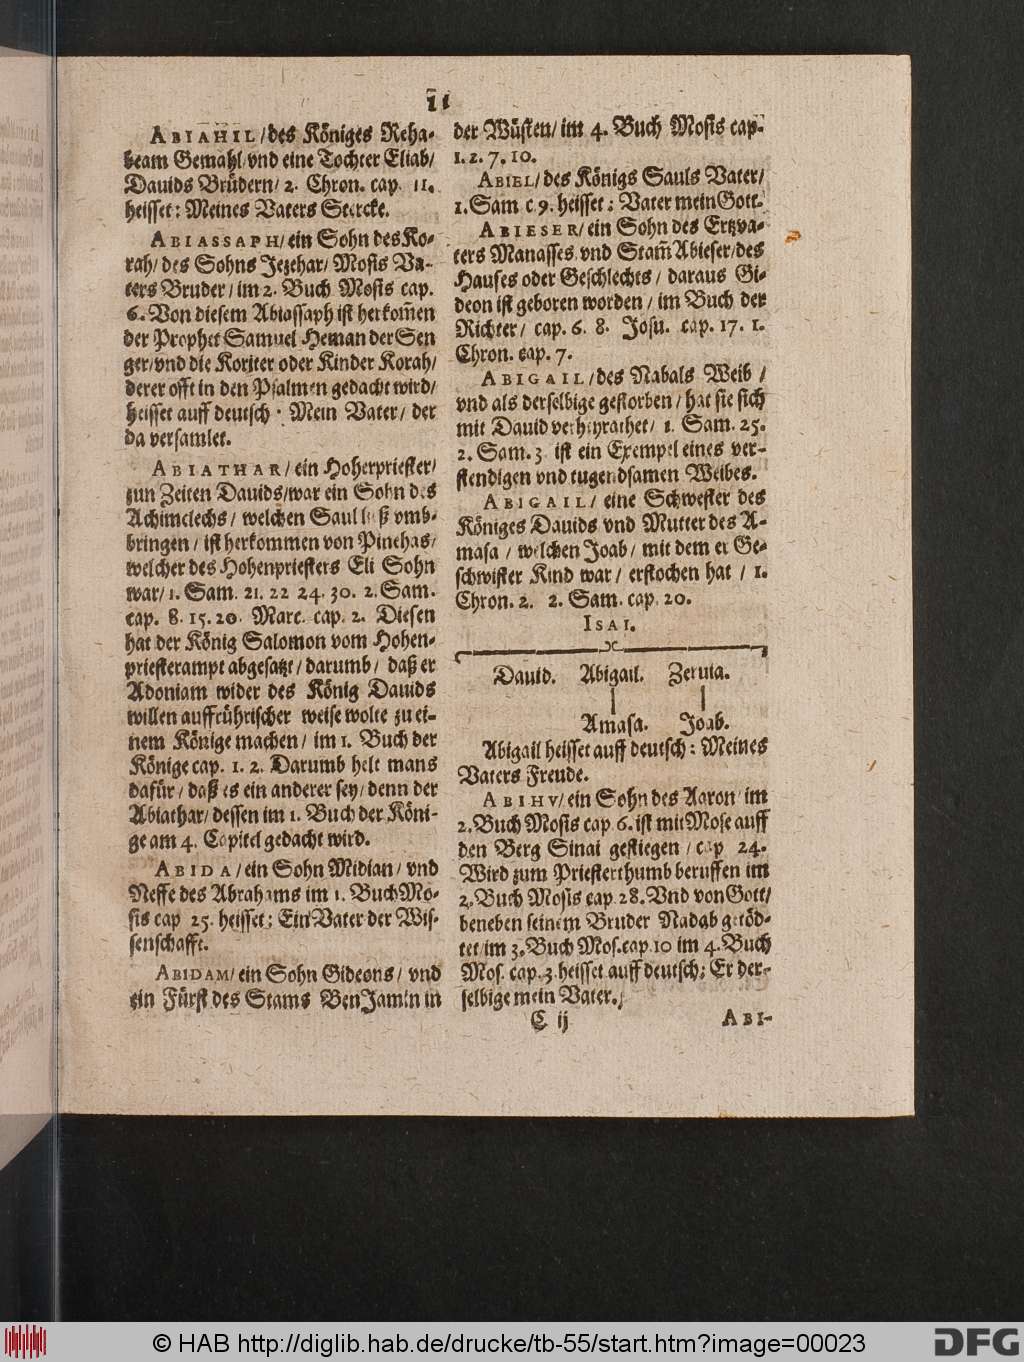 11
ABIAHIL/des Königes Reha-
beam Gemahl/vnd eine Tochter Eliab/
Dauids Brüdern/ 2. Chron. cap. 11.
heisset: Meines Vaters Stercke.
ABIASSAPH/ein Sohn des Ko-
rah/des Sohns Jezehar/Mosis Va-
ters Bruder/im 2. Buch Mosis cap.
6. Von diesem Abiassaph ist herkom̃en
der Prophet Samuel Heman der Sen
ger/vnd die Koriter oder Kinder Korah/
derer offt in den Psalmen gedacht wird/
heisset auff deutsch: Mein Vater/ der
da versamlet.
ABIATHAR/ein Hoherpriester/
zun Zeiten Dauids/war ein Sohn des
Achimelechs/ welchen Saul ließ vmb-
bringen/ist herkommen von Pinehas/
welcher des Hohenpriesters Eli Sohn
war/1. Sam. 21. 22 24. 30. 2. Sam.
cap. 8. 15. 20. Marc. cap. 2. Diesen
hat der König Salomon vom Hohen-
priesterampt abgesatzt/darumb/ daß er
Adoniam wider des König Dauids
willen auffrührischer weise wolte zu ei-
nem Könige machen/ im 1. Buch der
Könige cap. 1. 2. Darumb helt mans
dafür/ daß es ein anderer sey/denn der
Abiathar/dessen im 1. Buch der Köni-
ge am 4. Capitel gedacht wird.
ABIDA/ein Sohn Midian/vnd
Neffe des Abrahams im 1. Buch Mo-
sis cap 25. heisset: Ein Vater der Wis-
senschafft.
ABIDAM/ein Sohn Gideons/ vnd
ein Fürst des Stams BenJamin in
der Wüsten/im 4. Buch Mosis cap.
1. 2. 7. 10.
ABIEL/des Königs Sauls Vater/
1. Sam c. 9. heisset: Vater mein Gott.
ABIESER/ein Sohn des Ertzva-
ters Manasses vnd Stam̃ Abieser/des
Hauses oder Geschlechts/ daraus Gi-
deon ist geboren worden/ im Buch der
Richter/ cap. 6. 8. Josu. cap. 17. 1.
Chron. cap. 7.
ABIGAIL/des Nabals Weib/
vnd als derselbige gestorben/hat sie sich
mit Dauid verheyrathet/ 1. Sam. 25.
2. Sam. 3. ist ein Exempel eines ver-
stendigen vnd tugendsamen Weibes.
ABIGAIL/ eine Schwester des
Königes Dauids vnd Mutter des A-
masa/ welchen Joab/ mit dem er Ge-
schwister Kind war/ erstochen hat/ 1.
Chron. 2. 2. Sam. cap. 20.
ISAI.
Dauid. Abigail. Zeruia.
Amasa. Joab.
Abigail heisset auff deutsch: Meines
Vaters Freude.
ABIHV/ein Sohn des Aaron/im
2. Buch Mosis cap. 6. ist mit Mose auff
den Berg Sinai gestiegen/cap 24.
Wird zum Priesterthumb beruffen im
2. Buch Mosis cap. 28. Vnd von Gott/
beneben seinem Bruder Nadab getöd-
tet/im 3. Buch Mos. cap. 10 im 4. Buch
Mos. cap. 3. heisset auff deutsch: Er der-
selbige mein Vater.
C ij ABI-
© HAB http://diglib.hab.de/drucke/tb-55/start.htm?image=00023
DFG